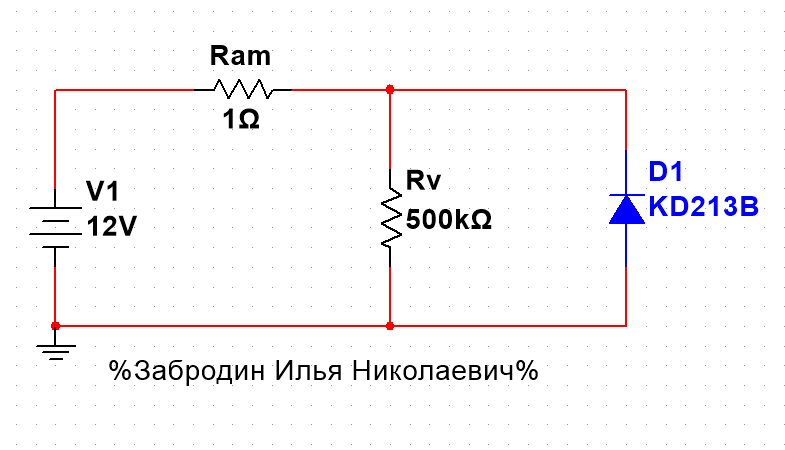 Ram
1Ω
V1
12V
Rv
500kΩ
D1
KD213B
%Забродин Илья Николаевич%